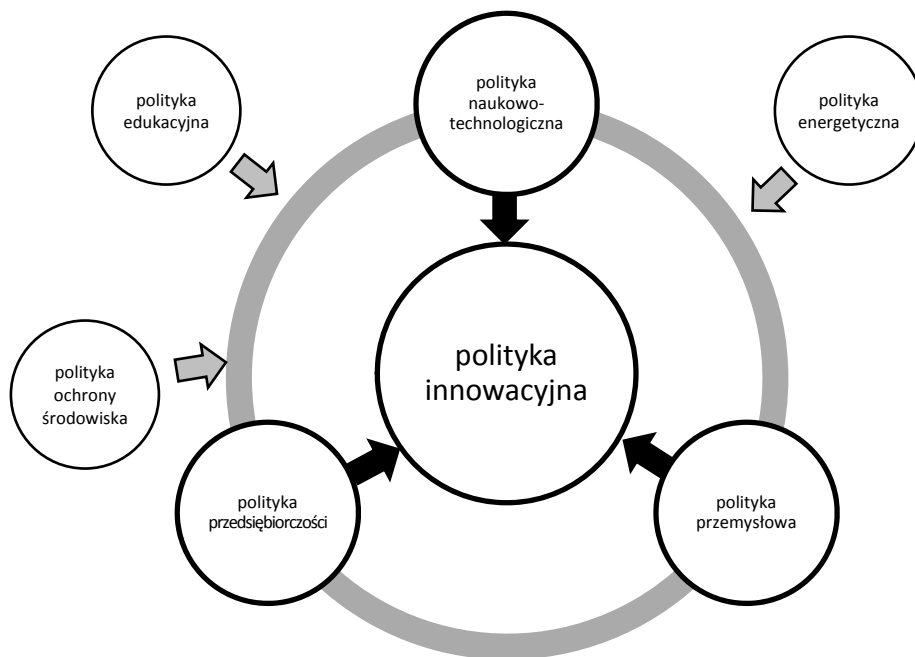 polityka
edukacyjna
polityka
naukowo-
technologiczna
polityka
energetyczna
polityka
ochrony
środowiska
polityka
innowacyjna
polityka
przedsiębiorczości
polityka
przemysłowa